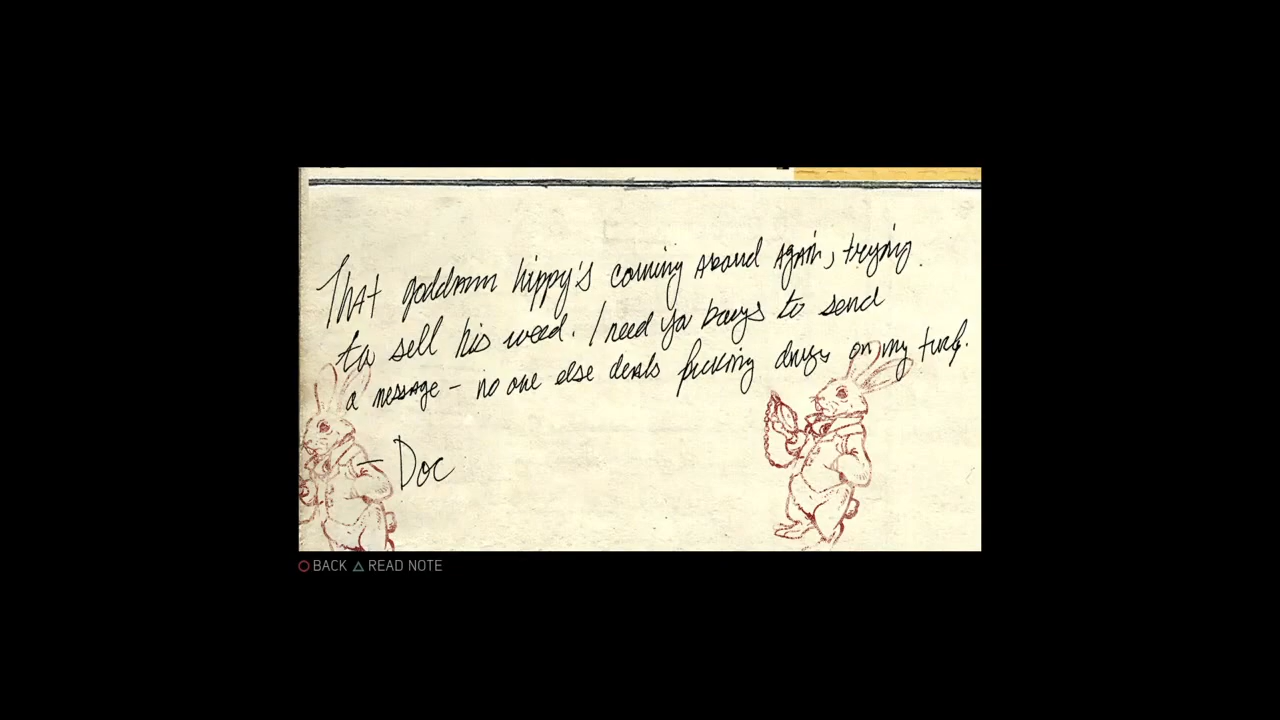 That goddamn hippy's coming around again, trying
to sell his weed. I need ya boys to send
a message – no one else deals fucking drugs on my turf.
– Doc
BACK READ NOTE